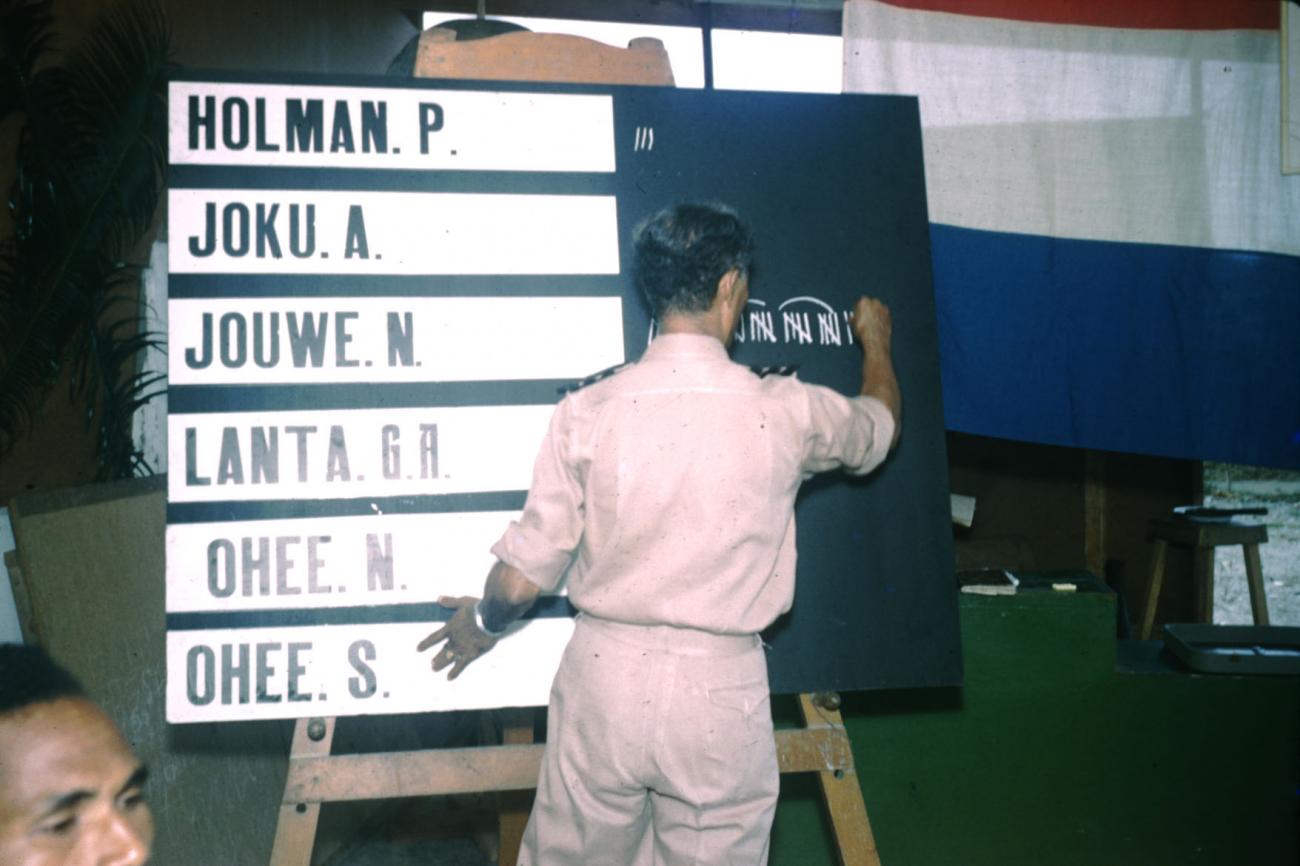 HOLMAN. P.
JOKU. A.
JOUWE. N.
LANTA. G.A.
OHEE. N.
OHEE. S.